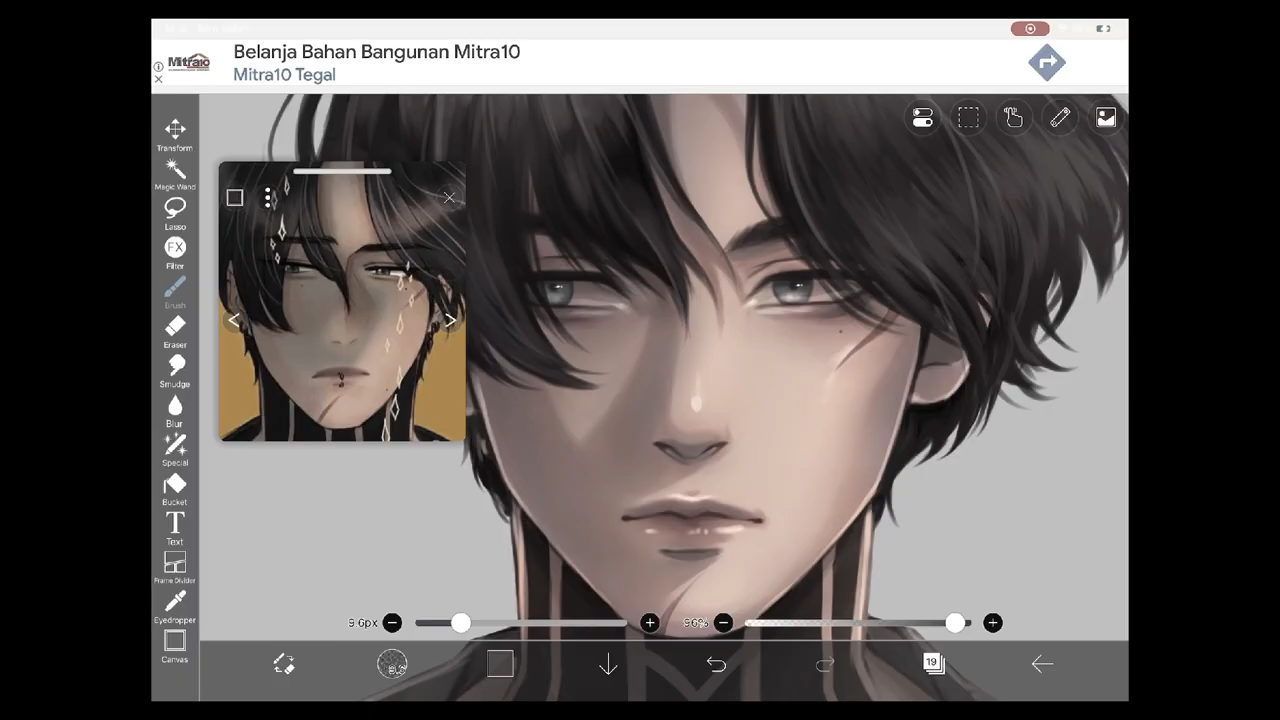 Mitra10
Belanja Bahan Bangunan Mitra10
Mitra10 Tegal
Transform
Magic Wand
Lasso
FX
Filter
Brush
Eraser
Smudge
Blur
Special
Bucket
T
Text
Frame Divider
Eyedropper
Canvas
9.6px
96%
19